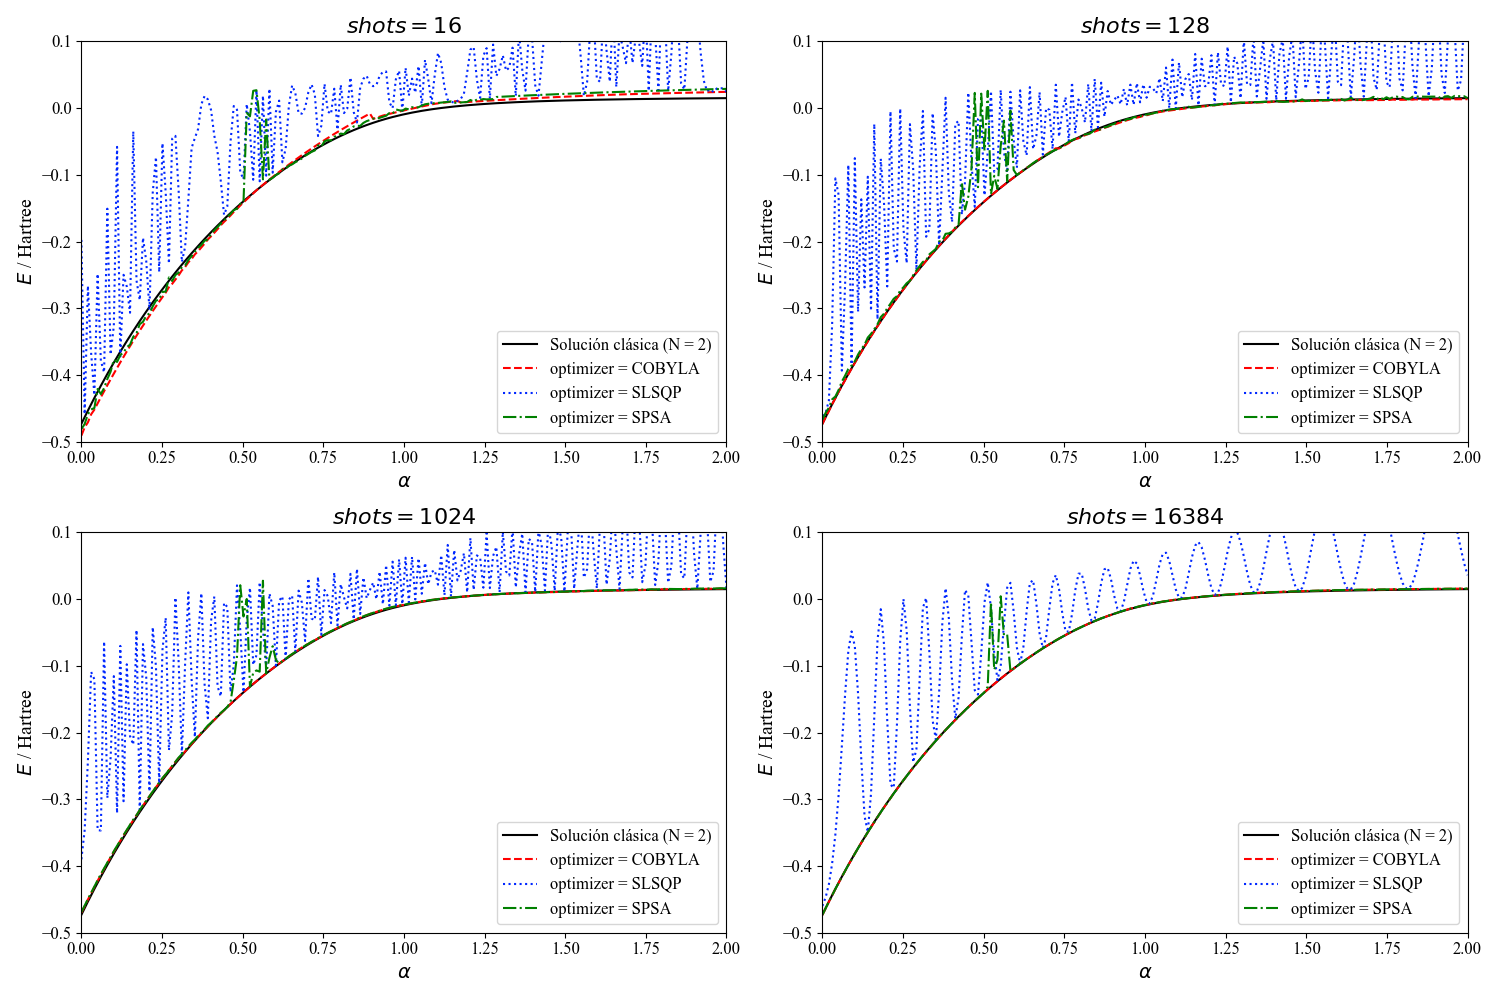 shots = 16
0.1
0.0
−0.1
−0.2
−0.3
−0.4
−0.5
E / Hartree
0.00 0.25 0.50 0.75 1.00 1.25 1.50 1.75 2.00
α
Solución clásica (N = 2)
optimizer = COBYLA
optimizer = SLSQP
optimizer = SPSA
shots = 128
0.1
0.0
−0.1
−0.2
−0.3
−0.4
−0.5
E / Hartree
0.00 0.25 0.50 0.75 1.00 1.25 1.50 1.75 2.00
α
Solución clásica (N = 2)
optimizer = COBYLA
optimizer = SLSQP
optimizer = SPSA
shots = 1024
0.1
0.0
−0.1
−0.2
−0.3
−0.4
−0.5
E / Hartree
0.00 0.25 0.50 0.75 1.00 1.25 1.50 1.75 2.00
α
Solución clásica (N = 2)
optimizer = COBYLA
optimizer = SLSQP
optimizer = SPSA
shots = 16384
0.1
0.0
−0.1
−0.2
−0.3
−0.4
−0.5
E / Hartree
0.00 0.25 0.50 0.75 1.00 1.25 1.50 1.75 2.00
α
Solución clásica (N = 2)
optimizer = COBYLA
optimizer = SLSQP
optimizer = SPSA